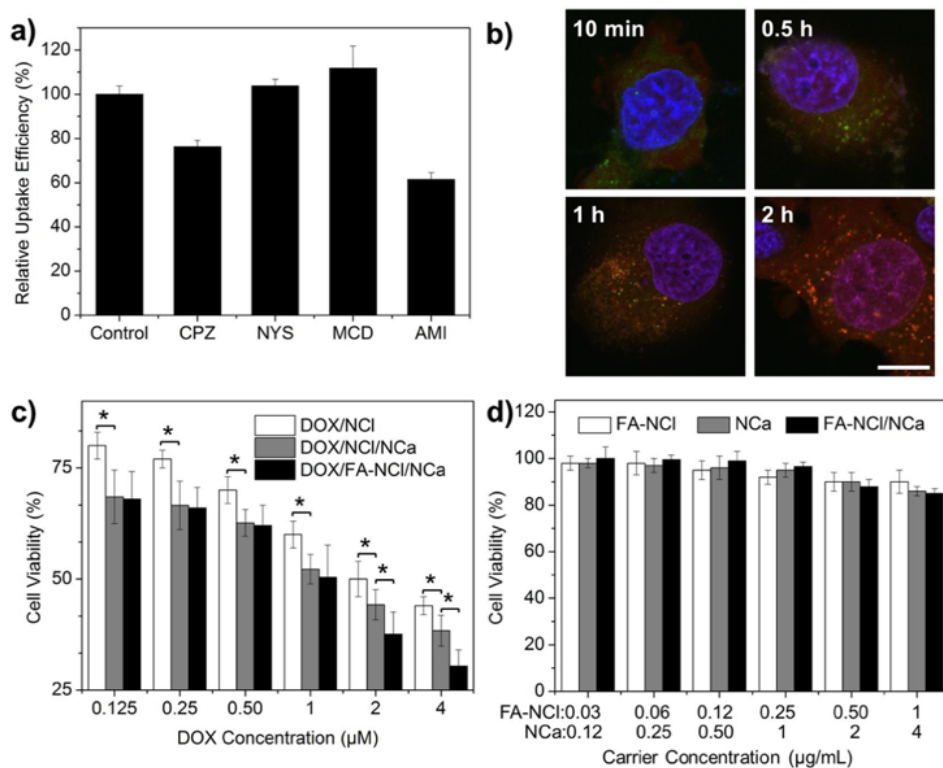 a)
Relative Uptake Efficiency (%)
120
100
80
60
40
20
0
Control CPZ NYS MCD AMI
b)
10 min 0.5 h
1 h 2 h
c)
Cell Viability (%)
75
50
25
* * * * * * * *
DOX/NCl
DOX/NCl/NCa
DOX/FA-NCl/NCa
0.125 0.25 0.50 1 2 4
DOX Concentration (µM)
d)
Cell Viability (%)
120
100
80
60
40
20
0
FA-NCl NCa FA-NCl/NCa
FA-NCl:0.03 0.06 0.12 0.25 0.50 1
NCa:0.12 0.25 0.50 1 2 4
Carrier Concentration (µg/mL)